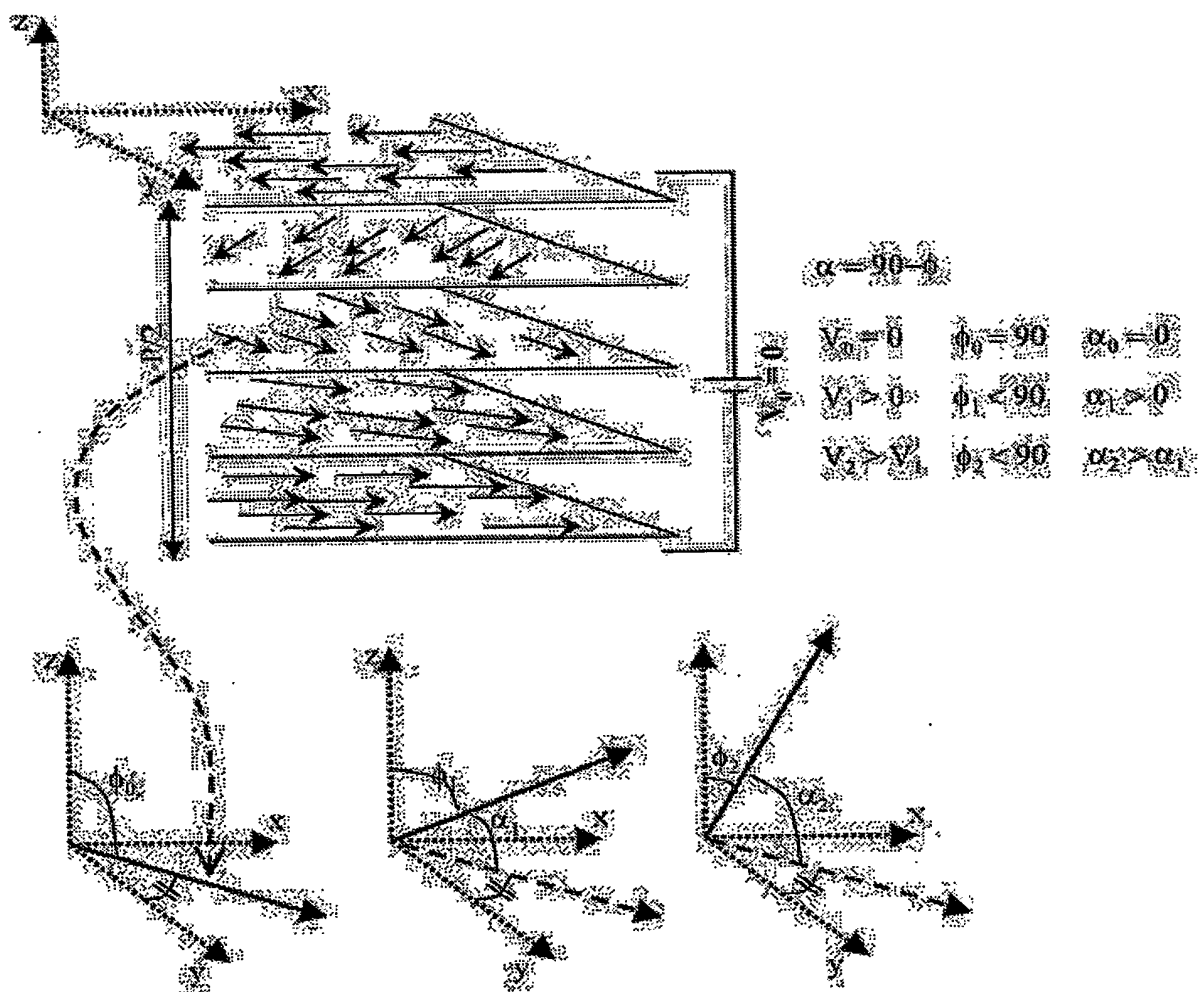 z
x
y
p/2
V₀ = 0
α = 90-ϕ
V₀ = 0 ϕ₀ = 90 α₀ = 0
V₁ > 0 ϕ₁ < 90 α₁ > 0
V₂ > V₁ ϕ₂ < 90 α₂ > α₁
z
ϕ₀
x
y
z
ϕ₁
α₁
x
y
ϕ₂
α₂
x
y